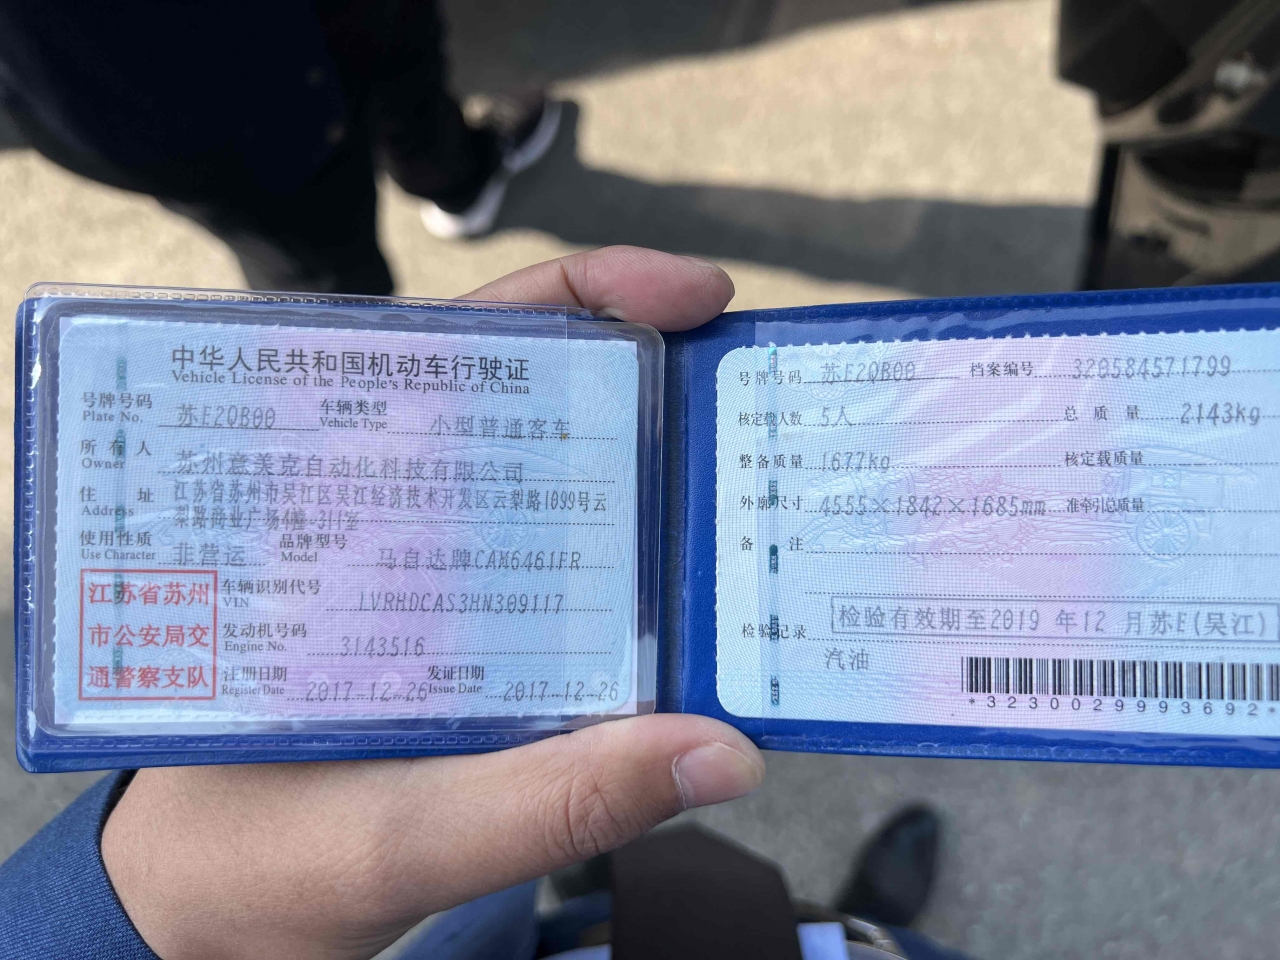 中华人民共和国机动车行驶证
Vehicle License of the People's Republic of China
号牌号码 苏E2QB00 车辆类型 小型普通客车
Plate No. Vehicle Type
所有人 苏州意美克自动化科技有限公司
Owner
住址 江苏省苏州市吴江区吴江经济技术开发区云梨路1099号云
Address 梨路商业广场4幢-311室
使用性质 非营运 品牌型号 马自达牌CAM6461FR
Use Character Model
江苏省苏州
市公安局交
通警察支队
车辆识别代号 LVRHDCAS3HN309117
VIN
发动机号码 3143516
Engine No.
注册日期 2017-12-26 发证日期 2017-12-26
Register Date Issue Date
号牌号码 苏E2QB00 档案编号 320584571799
核定载人数 5人 总质量 2143kg
整备质量 1677kg 核定载质量
外廓尺寸 4555×1842×1685mm 准牵引总质量
备注
检验记录 检验有效期至2019年12月苏E(吴江)
汽油
*3230029993692*